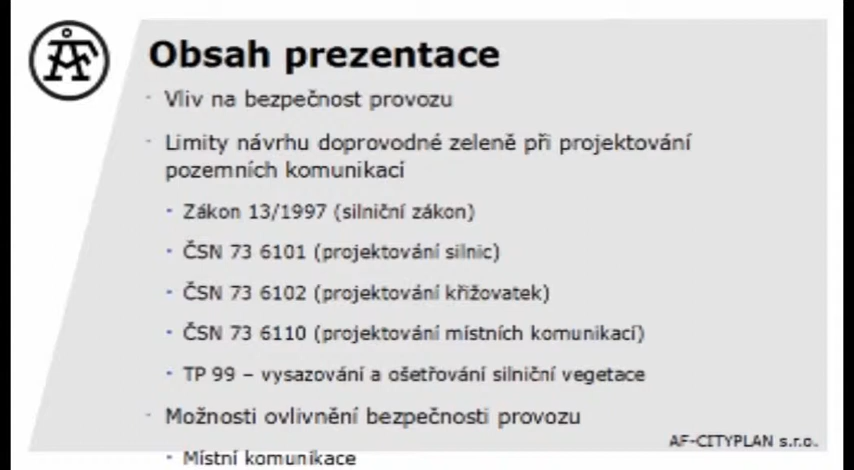 ÅF
Obsah prezentace
Vliv na bezpečnost provozu
Limity návrhu doprovodné zeleně při projektování
pozemních komunikací
Zákon 13/1997 (silniční zákon)
ČSN 73 6101 (projektování silnic)
ČSN 73 6102 (projektování křižovatek)
ČSN 73 6110 (projektování místních komunikací)
TP 99 – vysazování a ošetřování silniční vegetace
Možnosti ovlivnění bezpečnosti provozu
AF-CITYPLAN s.r.o.
Místní komunikace